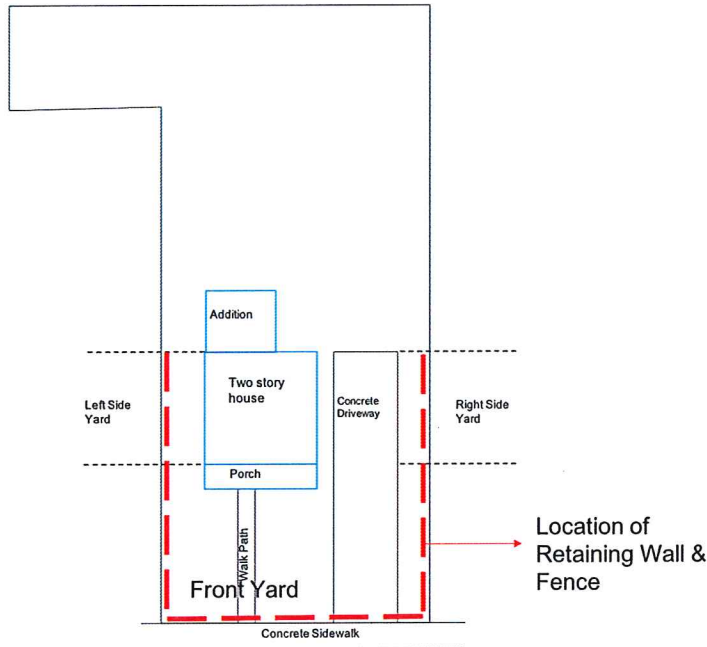 Addition
Two story
house
Left Side
Yard
Concrete
Driveway
Right Side
Yard
Porch
Walk Path
Location of
Retaining Wall &
Fence
Front Yard
Concrete Sidewalk